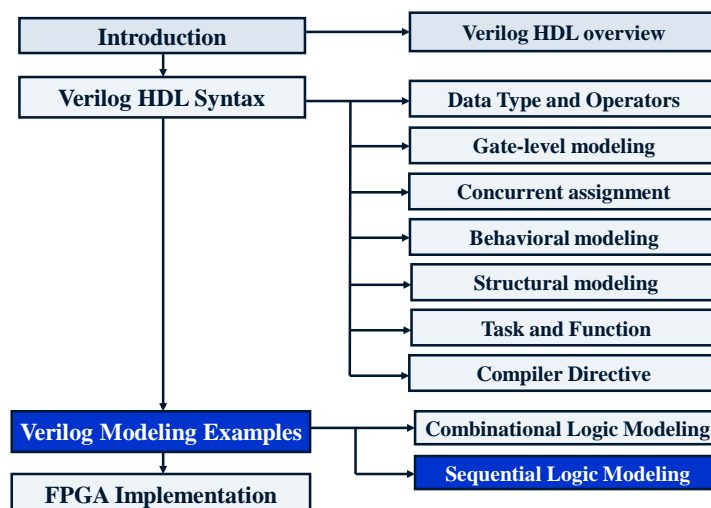 Introduction
Verilog HDL overview
Verilog HDL Syntax
Data Type and Operators
Gate-level modeling
Concurrent assignment
Behavioral modeling
Structural modeling
Task and Function
Compiler Directive
Verilog Modeling Examples
Combinational Logic Modeling
Sequential Logic Modeling
FPGA Implementation